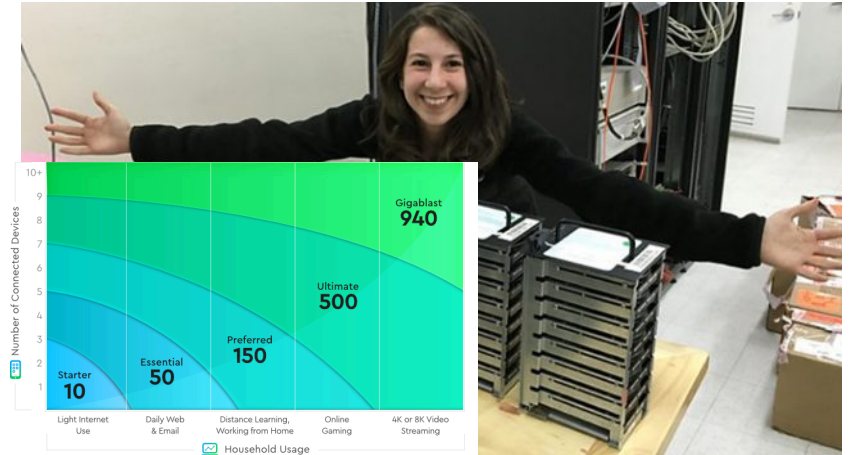 10+
9
8
7
6
5
4
3
2
1
Number of Connected Devices
Gigablast
940
Ultimate
500
Preferred
150
Essential
50
Starter
10
Light Internet
Use
Daily Web
& Email
Distance Learning,
Working from Home
Online
Gaming
4K or 8K Video
Streaming
Household Usage